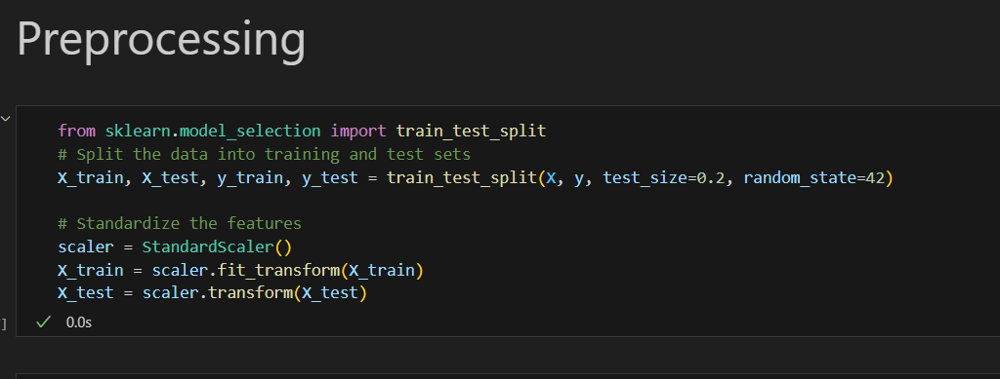 Preprocessing
from sklearn.model_selection import train_test_split
# Split the data into training and test sets
X_train, X_test, y_train, y_test = train_test_split(X, y, test_size=0.2, random_state=42)
# Standardize the features
scaler = StandardScaler()
X_train = scaler.fit_transform(X_train)
X_test = scaler.transform(X_test)
] 0.0s